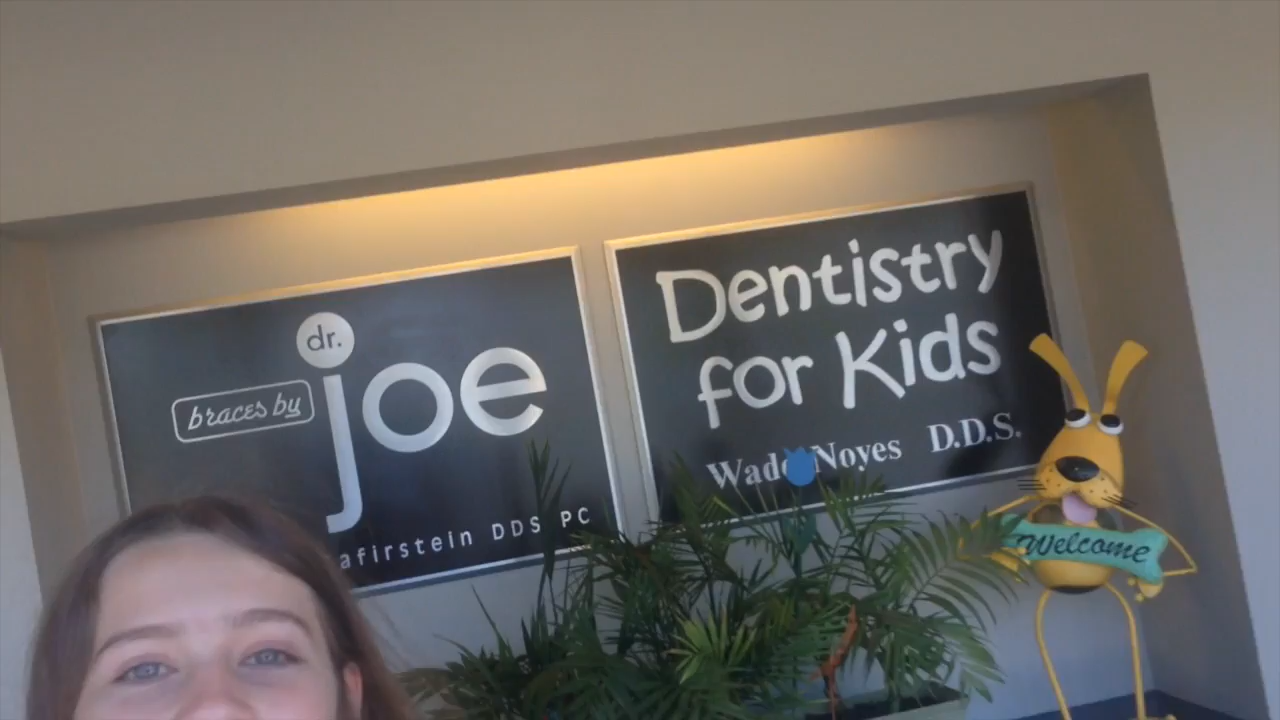 dr.
braces by
joe
afirstein DDS PC
Dentistry
for Kids
Wade Noyes D.D.S.
Welcome